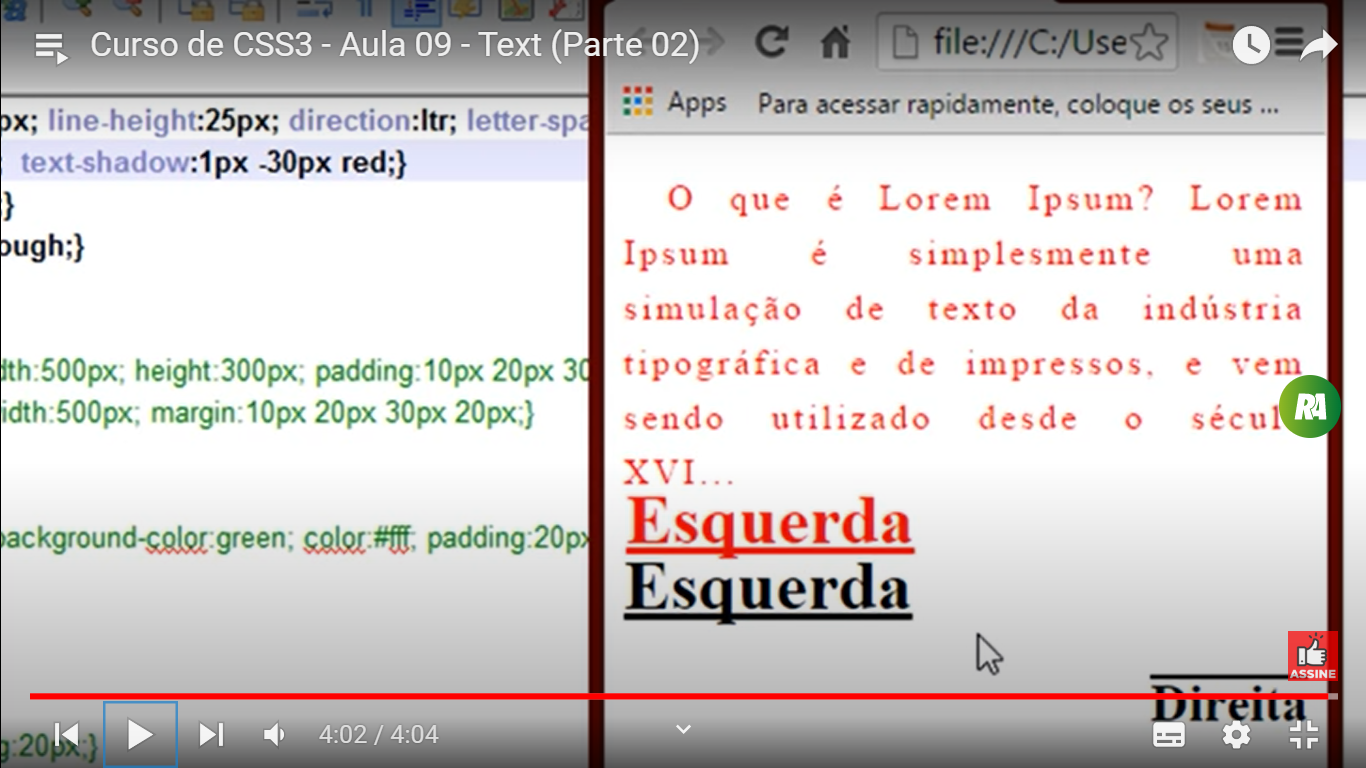 Curso de CSS3 - Aula 09 - Text (Parte 02)
file:///C:/Use
Apps Para acessar rapidamente, coloque os seus ...
px; line-height:25px; direction:ltr; letter-spa
; text-shadow:1px -30px red;}
;}
ough;}
dth:500px; height:300px; padding:10px 20px 30
idth:500px; margin:10px 20px 30px 20px;}
background-color:green; color:#fff; padding:20px
g:20px;}
O que é Lorem Ipsum? Lorem
Ipsum é simplesmente uma
simulação de texto da indústria
tipográfica e de impressos, e vem
sendo utilizado desde o sécul
XVI...
Esquerda
Esquerda
Direita
RA
ASSINE
4:02 / 4:04